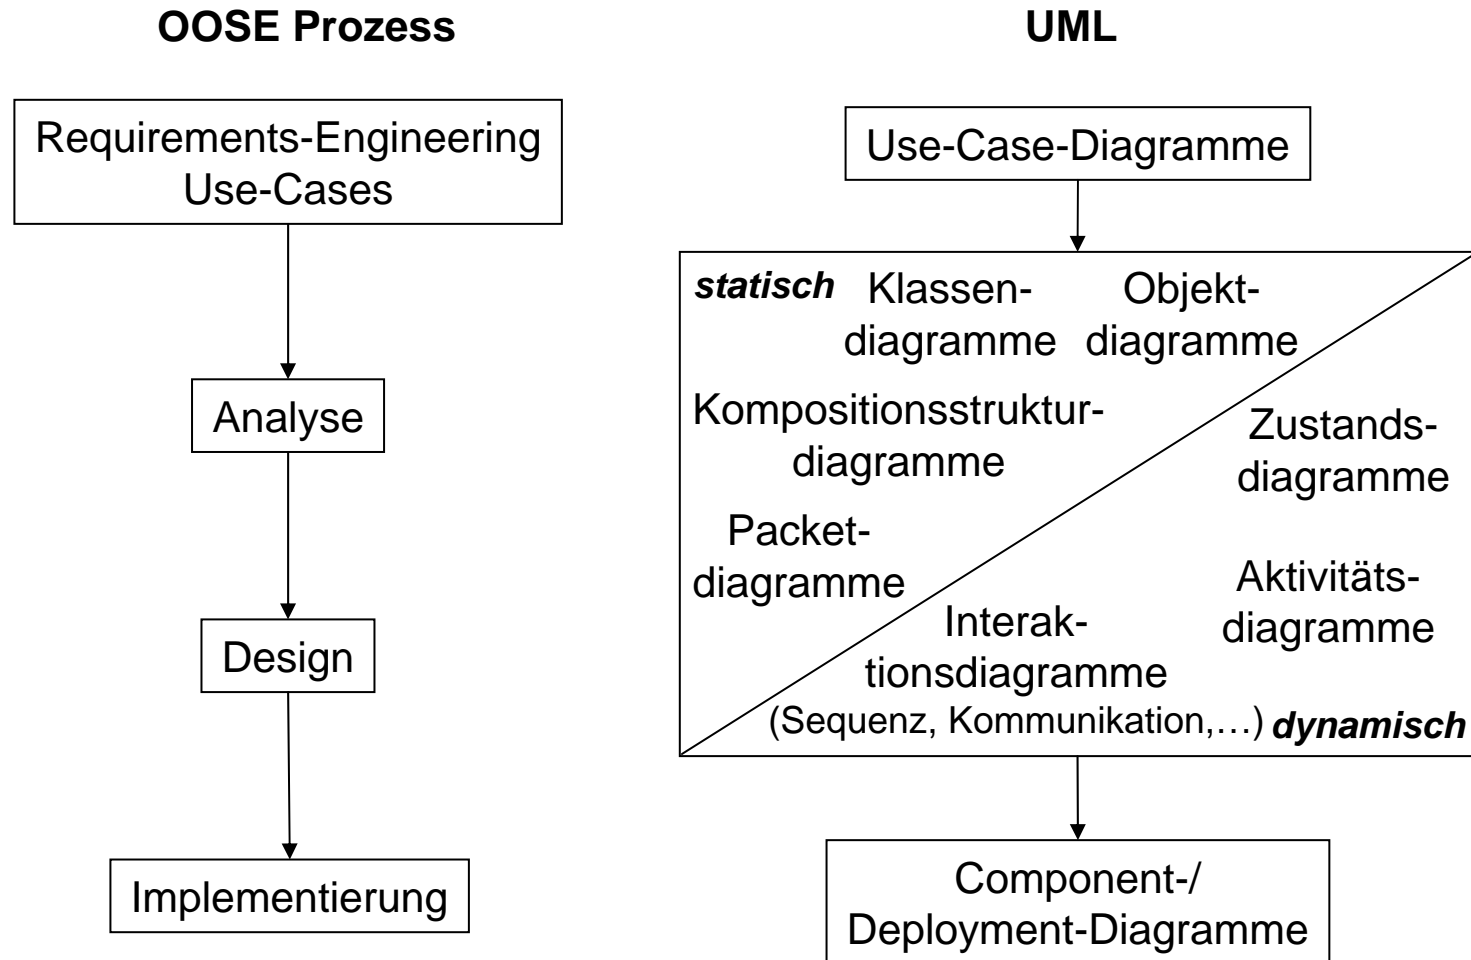 OOSE Prozess
Requirements-Engineering
Use-Cases
Analyse
Design
Implementierung
UML
Use-Case-Diagramme
statisch
Klassen-
diagramme
Objekt-
diagramme
Kompositionsstruktur-
diagramme
Packet-
diagramme
Zustands-
diagramme
Aktivitäts-
diagramme
Interak-
tionsdiagramme
(Sequenz, Kommunikation,…)
dynamisch
Component-/
Deployment-Diagramme